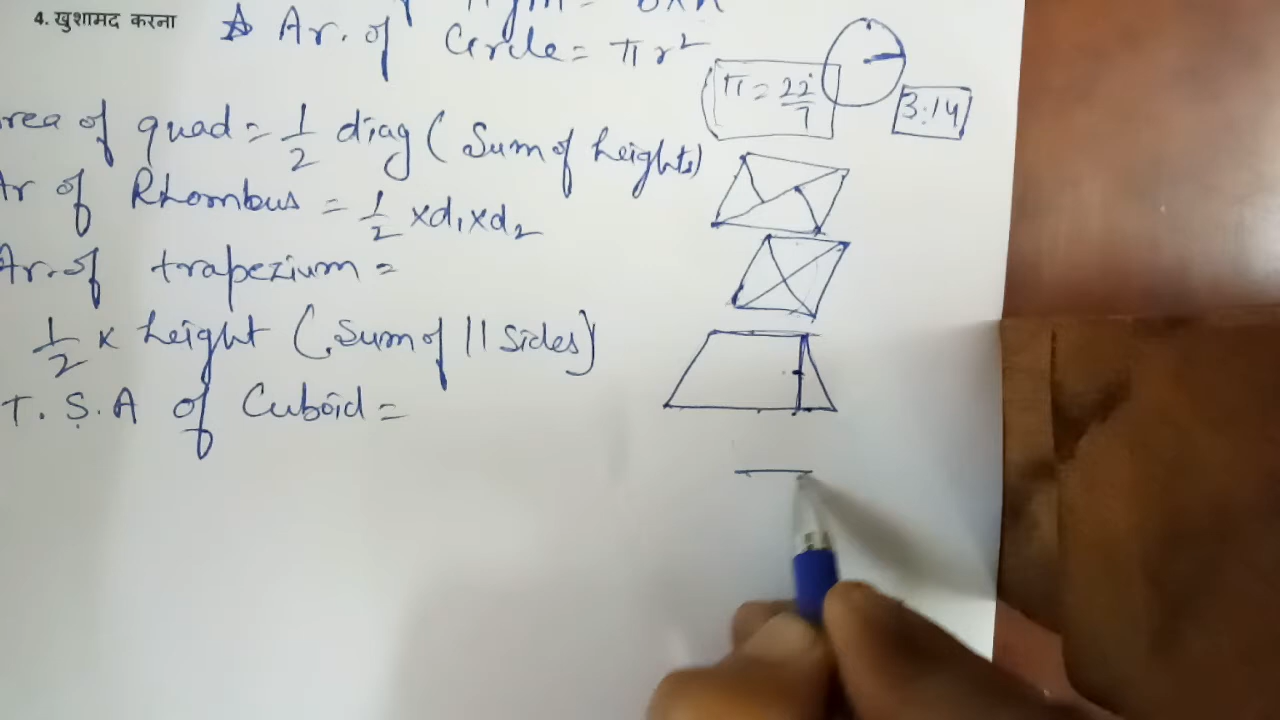 = b×h
4. खुशामद करना
Ar. of Circle = πr²
π = 22/7
3.14
rea of quad = 1/2 diag (Sum of heights)
Ar of Rhombus = 1/2 × d₁ × d₂
Ar. of trapezium =
1/2 × height (Sum of || sides)
T. S. A of Cuboid =